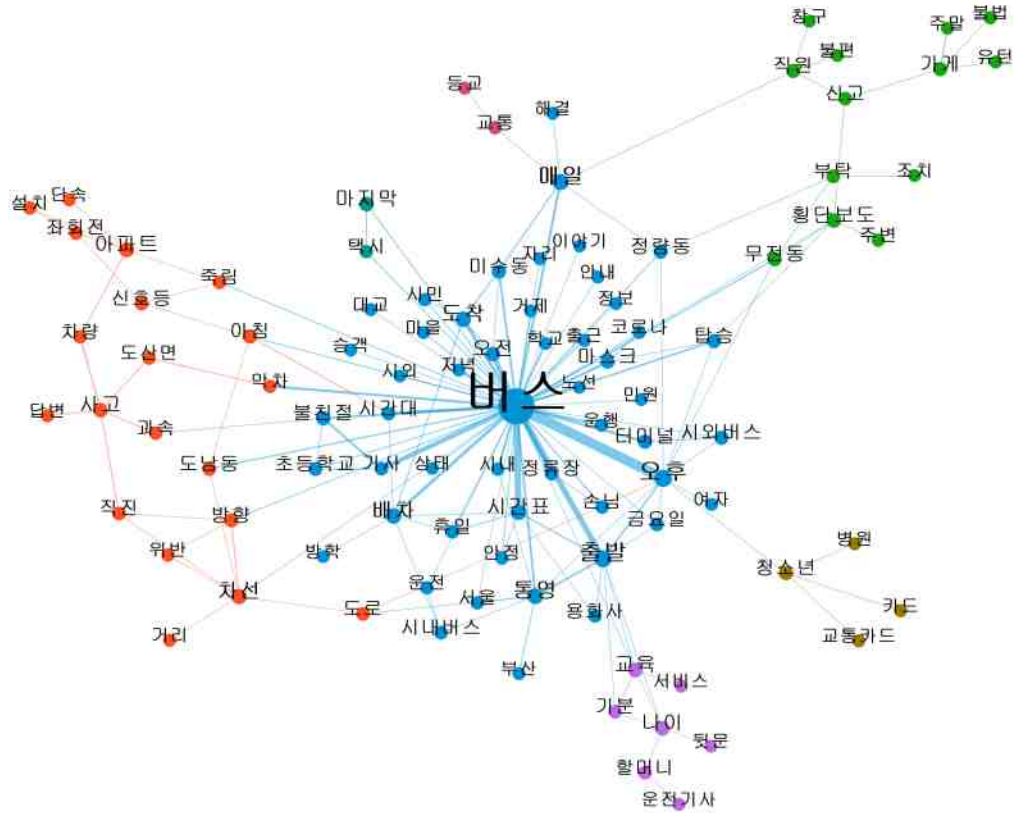 창구
주말
불법
불편
직원
가게
유턴
등교
신고
해결
교통
매일
부탁
조치
단속
설치
마지막
횡단보도
좌회전
아파트
주변
이야기
정량동
무전동
택시
자리
미수동
안내
죽림
신호등
시민
대교
도착
거제
정보
차량
아침
마을
학교
출근
코로나
탑승
도산면
승객
오전
마스크
시외
저녁
막차
버스
노선
민원
답변
사고
불친절
시간대
운행
과속
터미널
시외버스
도남동
초등학교
기사
상태
시내
정류장
오후
직진
방향
배차
시간표
손님
여자
휴일
금요일
위반
방학
안정
출발
병원
청소년
차선
운전
서울
통영
도로
용화사
카드
거리
시내버스
교통카드
부산
교육
서비스
기분
나이
뒷문
할머니
운전기사